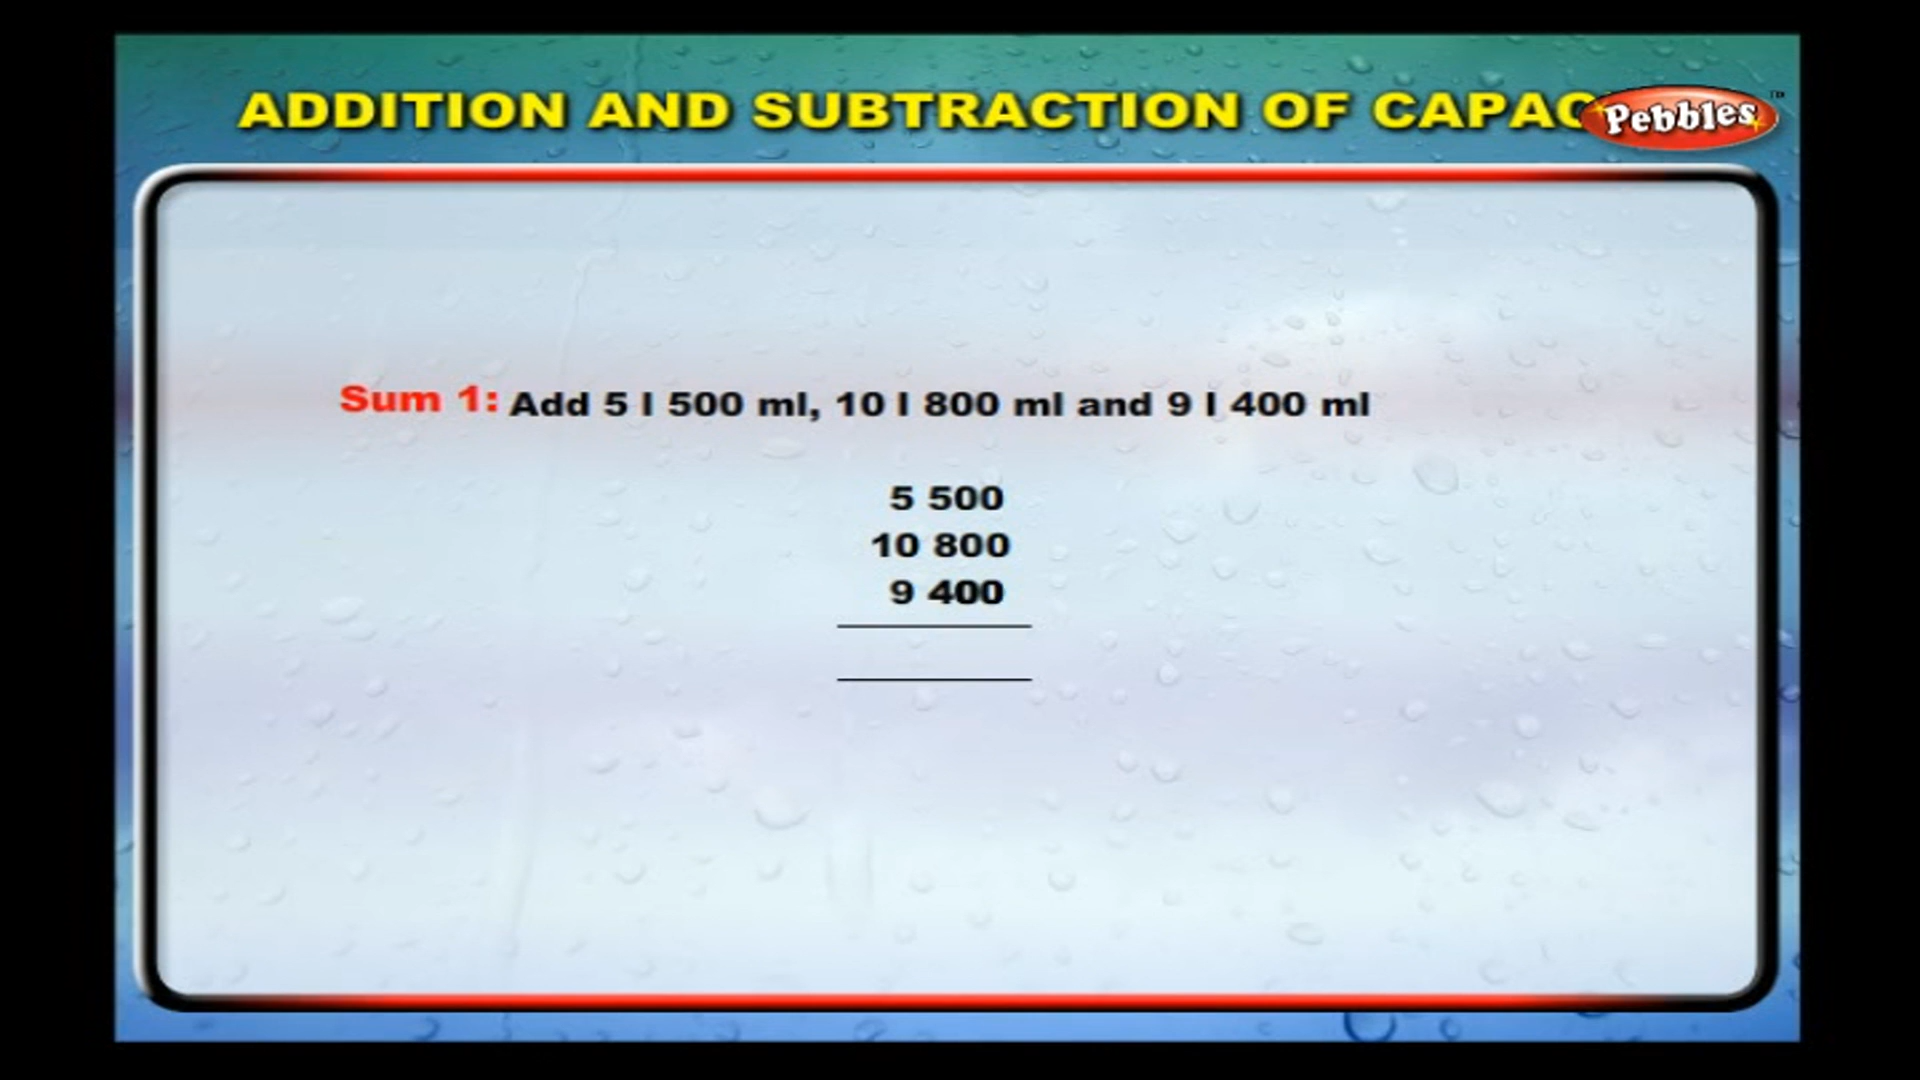 ADDITION AND SUBTRACTION OF CAPAC
Pebbles™
Sum 1: Add 5 l 500 ml, 10 l 800 ml and 9 l 400 ml
5 500
10 800
9 400